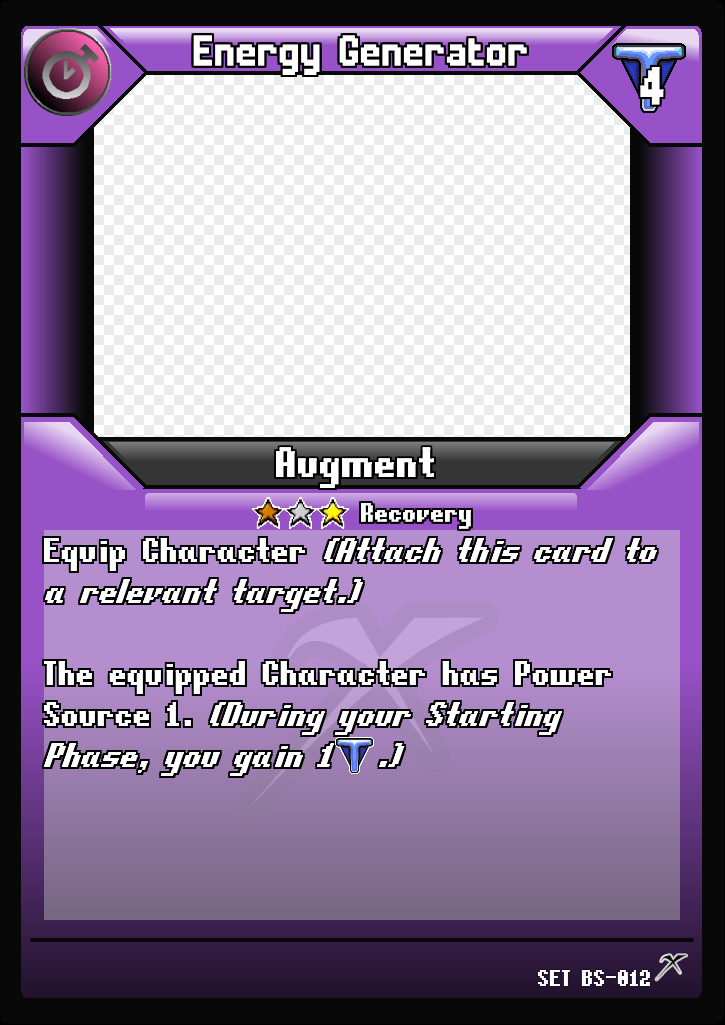 Energy Generator
4
Augment
Recovery
Equip Character (Attach this card to
a relevant target.)
The equipped Character has Power
Source 1. (During your Starting
Phase, you gain 1T.)
SET BS-012